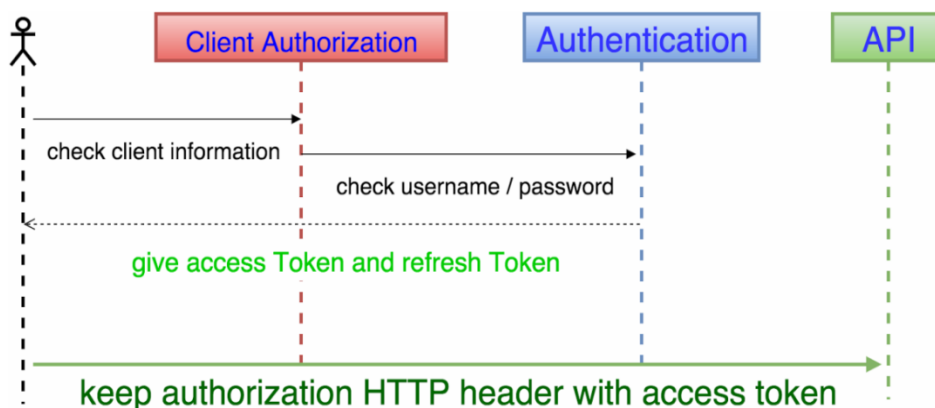 Client Authorization
Authentication
API
check client information
check username / password
give access Token and refresh Token
keep authorization HTTP header with access token